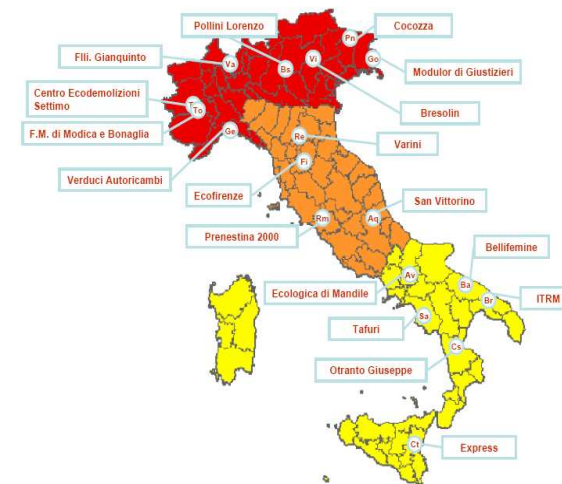 Pollini Lorenzo
Cocozza
Pn
Flli. Gianquinto
Va
Bs
Vi
Go
Modulor di Giustizieri
Centro Ecodemolizioni
Settimo
To
Bresolin
F.M. di Modica e Bonaglia
Ge
Re
Varini
Verduci Autoricambi
Fi
Ecofirenze
San Vittorino
Rm
Aq
Prenestina 2000
Bellifemine
Av
Ba
Ecologica di Mandile
Br
ITRM
Sa
Tafuri
Cs
Otranto Giuseppe
Ct
Express